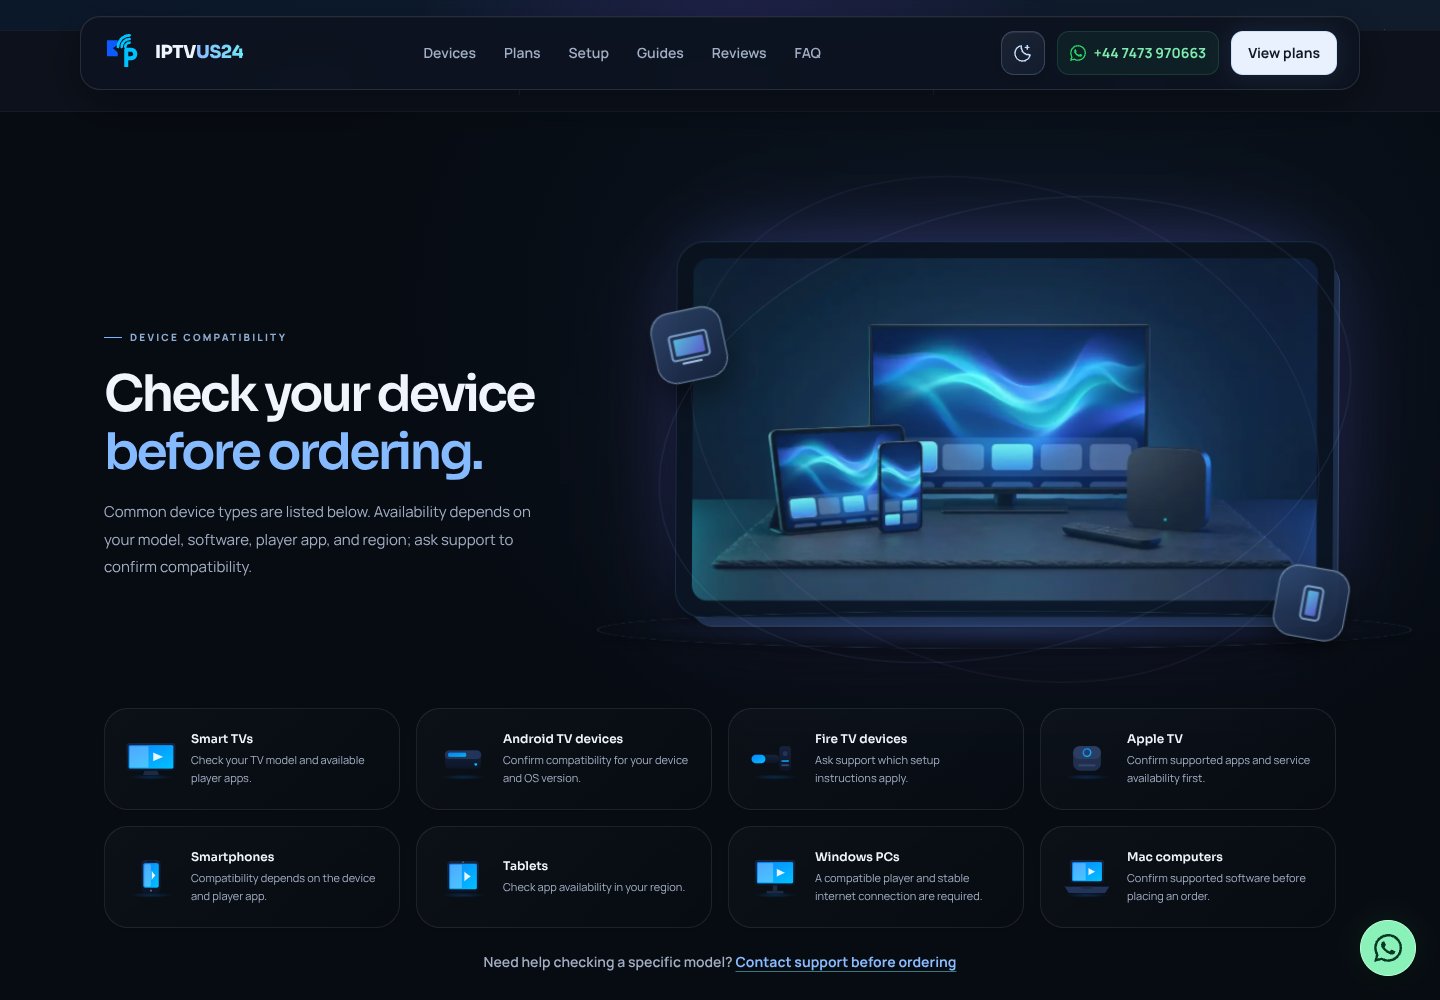 IPTVUS24
Devices
Plans
Setup
Guides
Reviews
FAQ
+44 7473 970663
View plans
DEVICE COMPATIBILITY
Check your device
before ordering.
Common device types are listed below. Availability depends on
your model, software, player app, and region; ask support to
confirm compatibility.
Smart TVs
Check your TV model and available
player apps.
Android TV devices
Confirm compatibility for your device
and OS version.
Fire TV devices
Ask support which setup
instructions apply.
Apple TV
Confirm supported apps and service
availability first.
Smartphones
Compatibility depends on the device
and player app.
Tablets
Check app availability in your region.
Windows PCs
A compatible player and stable
internet connection are required.
Mac computers
Confirm supported software before
placing an order.
Need help checking a specific model? Contact support before ordering